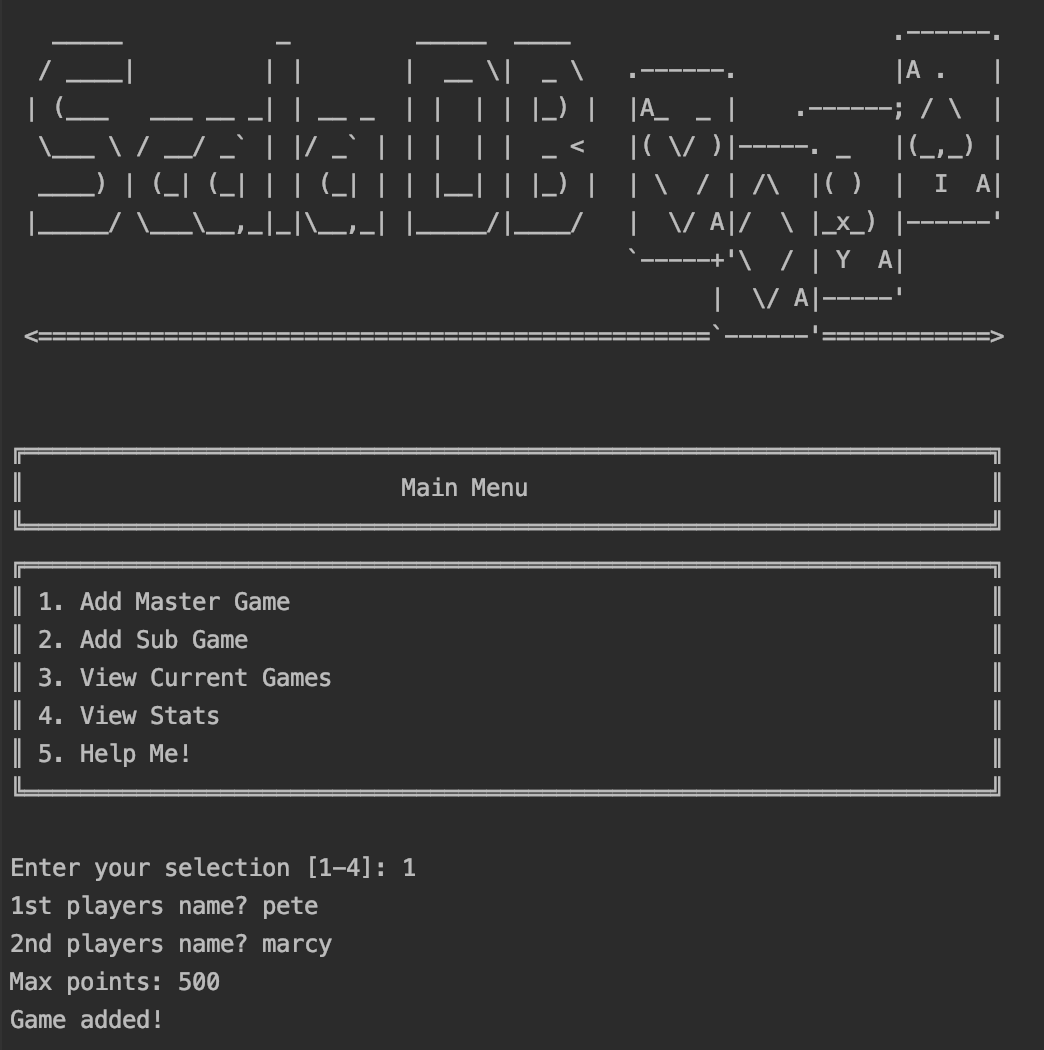 ScalaDB
Main Menu
1. Add Master Game
2. Add Sub Game
3. View Current Games
4. View Stats
5. Help Me!
Enter your selection [1-4]: 1
1st players name? pete
2nd players name? marcy
Max points: 500
Game added!